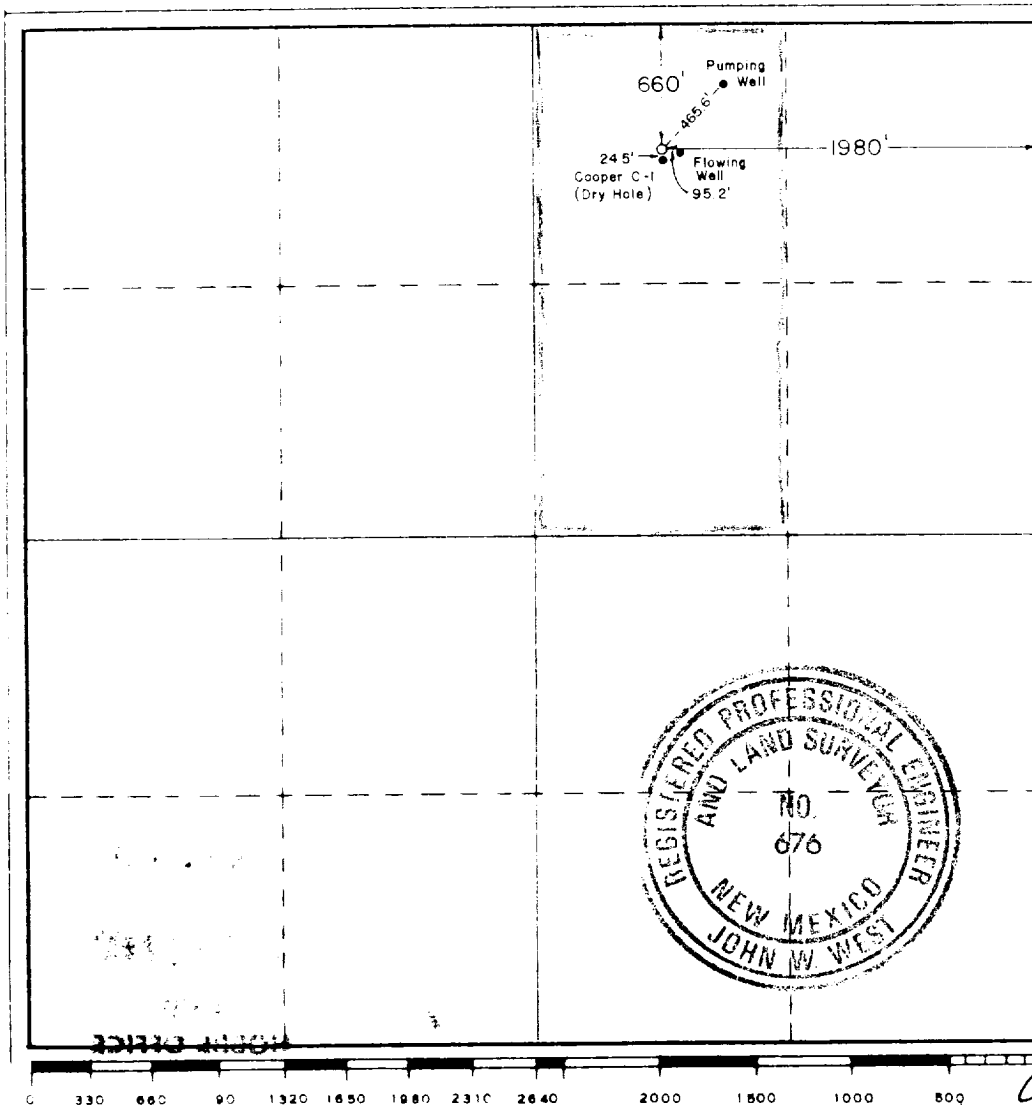 660'
Pumping
Well
465.6'
1980'
24.5'
Cooper C-1
(Dry Hole)
Flowing
Well
95.2'
REGISTERED PROFESSIONAL ENGINEER
AND LAND SURVEYOR
NO.
676
NEW MEXICO
JOHN W. WEST
0 330 660 90 1320 1650 1980 2310 2640 2000 1500 1000 500